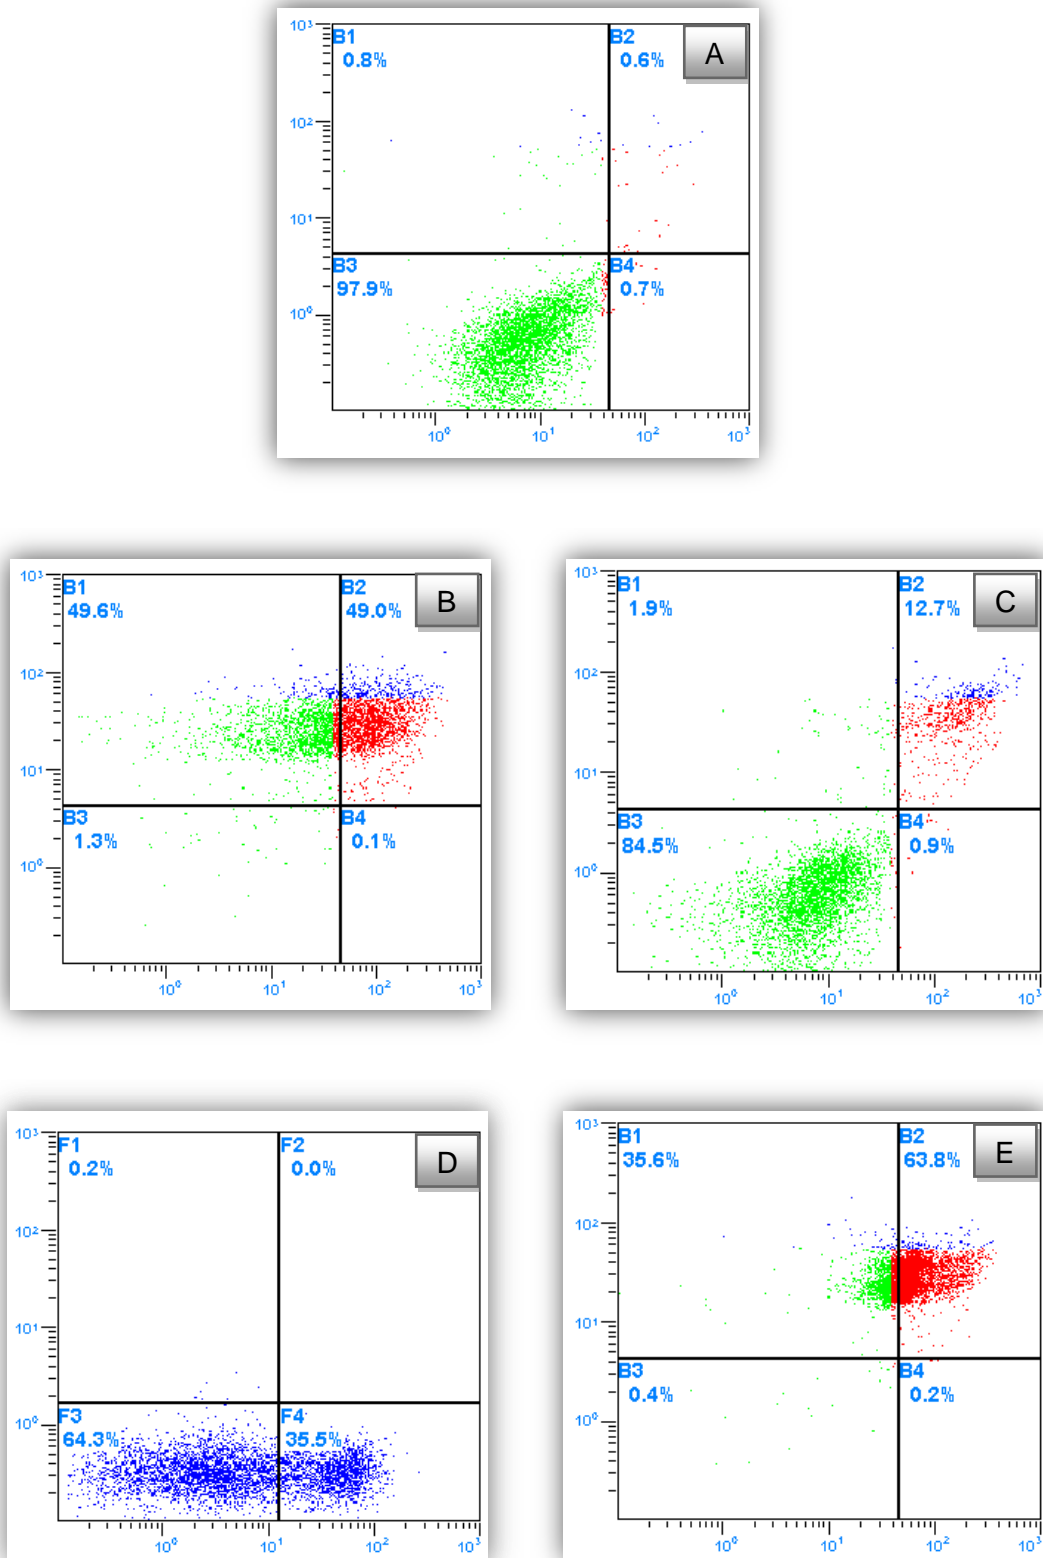 10³
B1
0.8%
B2
0.6%
A
10²
10¹
B3
97.9%
B4
0.7%
10⁰
10⁰ 10¹ 10² 10³
10³
B1
49.6%
B2
49.0%
B
10²
10¹
B3
1.3%
B4
0.1%
10⁰
10⁰ 10¹ 10² 10³
10³
B1
1.9%
B2
12.7%
C
10²
10¹
B3
84.5%
B4
0.9%
10⁰
10⁰ 10¹ 10² 10³
10³
F1
0.2%
F2
0.0%
D
10²
10¹
10⁰
F3
64.3%
F4
35.5%
10⁰ 10¹ 10² 10³
10³
B1
35.6%
B2
63.8%
E
10²
10¹
B3
0.4%
B4
0.2%
10⁰
10⁰ 10¹ 10² 10³